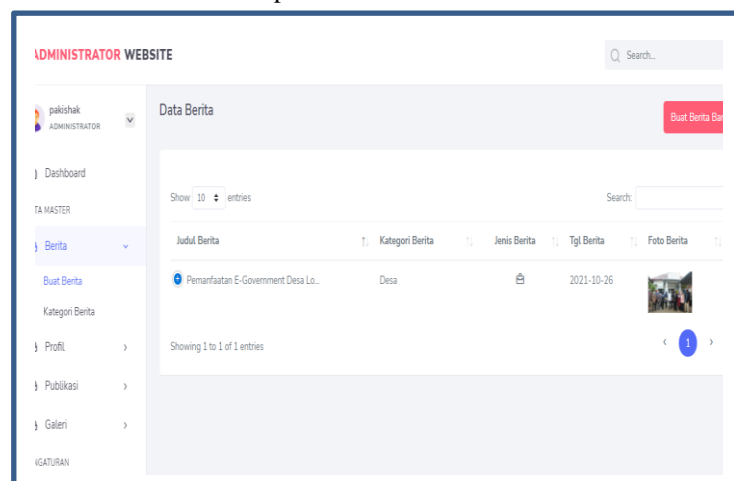 ADMINISTRATOR WEBSITE
Search...
pakishak
ADMINISTRATOR
Data Berita
Buat Berita Bar
Dashboard
TA MASTER
Show 10 entries
Search:
Berita
Judul Berita Kategori Berita Jenis Berita Tgl Berita Foto Berita
Buat Berita
Pemanfaatan E-Government Desa Lo... Desa 2021-10-26
Kategori Berita
Profil
Showing 1 to 1 of 1 entries
‹ 1 ›
Publikasi
Galeri
NGATURAN